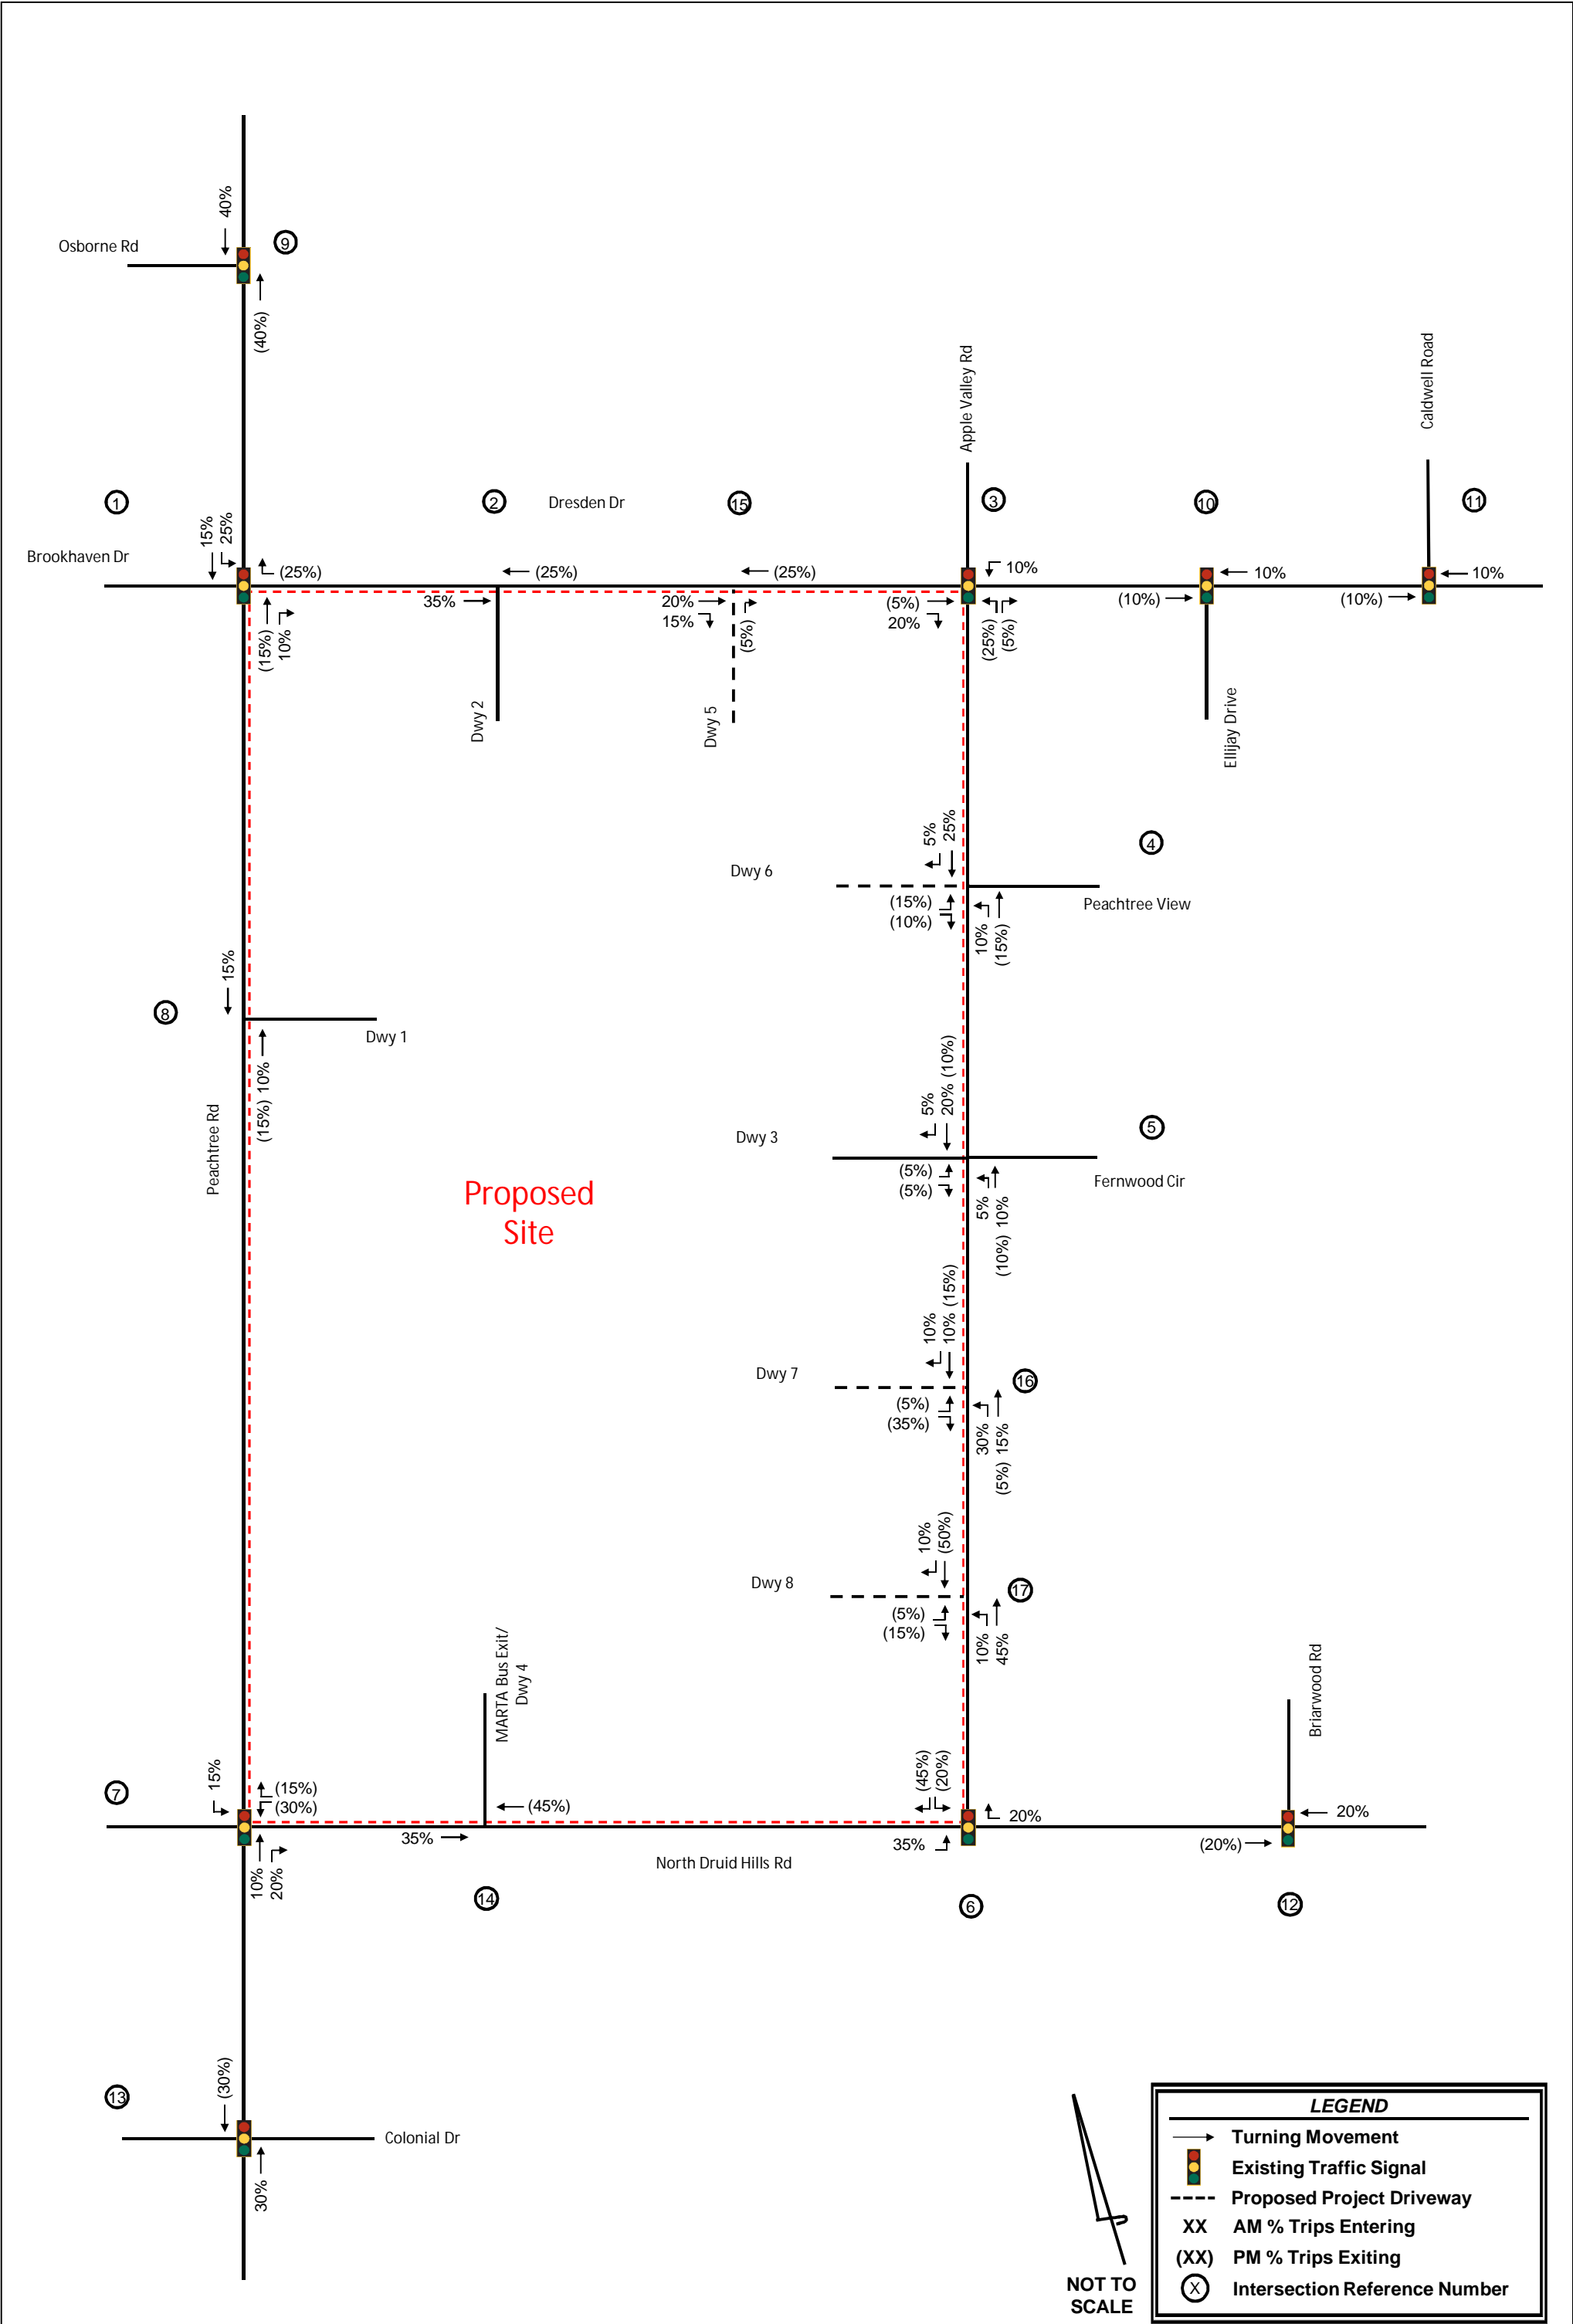 40%
Osborne Rd
9
(40%)
Apple Valley Rd
Caldwell Road
1
2
Dresden Dr
15
3
10
11
Brookhaven Dr
15%
25%
(25%)
(25%)
(25%)
10%
10%
10%
35%
20%
15%
(5%)
(5%)
20%
(10%)
(10%)
(15%)
10%
(25%)
(5%)
Dwy 2
Dwy 5
Ellijay Drive
5%
25%
4
Dwy 6
(15%)
(10%)
Peachtree View
10%
(15%)
15%
8
Dwy 1
(15%) 10%
Peachtree Rd
5%
20% (10%)
5
Dwy 3
(5%)
(5%)
Fernwood Cir
5%
(10%) 10%
Proposed
Site
10%
10% (15%)
Dwy 7
16
(5%)
(35%)
30%
(5%) 15%
10%
(50%)
Dwy 8
17
(5%)
(15%)
10%
45%
MARTA Bus Exit/
Dwy 4
Briarwood Rd
7
15%
(15%)
(30%)
(45%)
(45%)
(20%)
20%
20%
35%
35%
(20%)
North Druid Hills Rd
10%
20%
14
6
12
13
(30%)
Colonial Dr
30%
NOT TO
SCALE
LEGEND
Turning Movement
Existing Traffic Signal
Proposed Project Driveway
XX AM % Trips Entering
(XX) PM % Trips Exiting
X Intersection Reference Number